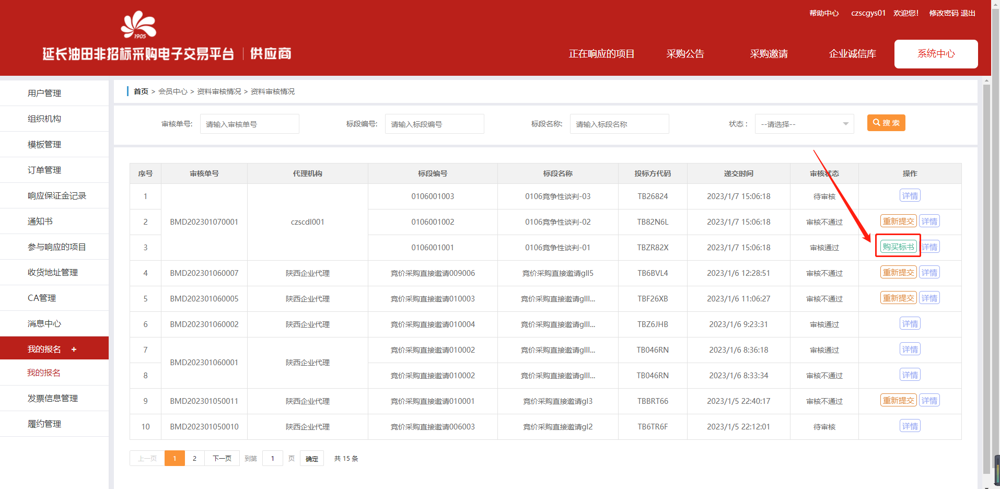 帮助中心 czscgys01 欢迎您! 修改密码 退出
1905
延长油田非招标采购电子交易平台 | 供应商
正在响应的项目 采购公告 采购邀请 企业诚信库 系统中心
用户管理
组织机构
模板管理
订单管理
响应保证金记录
通知书
参与响应的项目
收货地址管理
CA管理
消息中心
我的报名 +
我的报名
发票信息管理
履约管理
首页 > 会员中心 > 资料审核情况 > 资料审核情况
审核单号: 请输入审核单号 标段编号: 请输入标段编号 标段名称: 请输入标段名称 状态: --请选择-- 搜 索
序号 审核单号 代理机构 标段编号 标段名称 投标方代码 递交时间 审核状态 操作
1 0106001003 0106竞争性谈判-03 TB26824 2023/1/7 15:06:18 待审核 详情
2 BMD202301070001 czscdl001 0106001002 0106竞争性谈判-02 TB82N6L 2023/1/7 15:06:18 审核不通过 重新提交 详情
3 0106001001 0106竞争性谈判-01 TBZR82X 2023/1/7 15:06:18 审核通过 购买标书 详情
4 BMD202301060007 陕西企业代理 竞价采购直接邀请009006 竞价采购直接邀请gll5 TB6BVL4 2023/1/6 12:28:51 审核不通过 重新提交 详情
5 BMD202301060005 陕西企业代理 竞价采购直接邀请010003 竞价采购直接邀请glll... TBF26XB 2023/1/6 11:06:27 审核不通过 重新提交 详情
6 BMD202301060002 陕西企业代理 竞价采购直接邀请010004 竞价采购直接邀请glll... TBZ6JHB 2023/1/6 9:23:31 审核通过 详情
7 竞价采购直接邀请010002 竞价采购直接邀请glll... TB046RN 2023/1/6 8:36:18 审核通过 详情
BMD202301060001 陕西企业代理
8 竞价采购直接邀请010002 竞价采购直接邀请glll... TB046RN 2023/1/6 8:33:34 审核不通过 详情
9 BMD202301050011 陕西企业代理 竞价采购直接邀请010001 竞价采购直接邀请gl3 TBBRT66 2023/1/5 22:40:17 审核不通过 重新提交 详情
10 BMD202301050010 陕西企业代理 竞价采购直接邀请006003 竞价采购直接邀请gl2 TB6TR6F 2023/1/5 22:12:01 待审核 详情
上一页 1 2 下一页 到第 1 页 确定 共 15 条